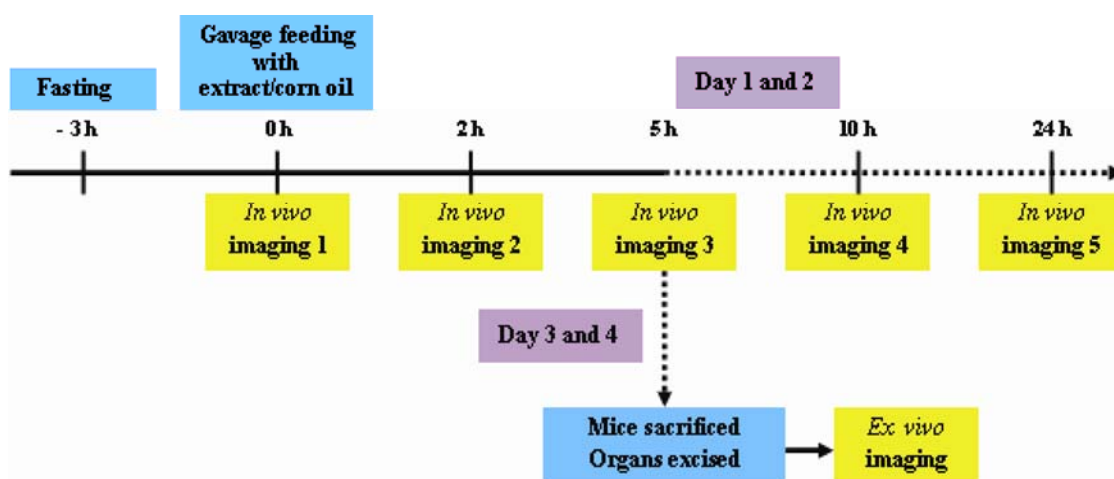 Gavage feeding
with
extract/corn oil
Fasting
Day 1 and 2
- 3 h
0 h
2 h
5 h
10 h
24 h
In vivo
imaging 1
In vivo
imaging 2
In vivo
imaging 3
In vivo
imaging 4
In vivo
imaging 5
Day 3 and 4
Mice sacrificed
Organs excised
Ex vivo
imaging